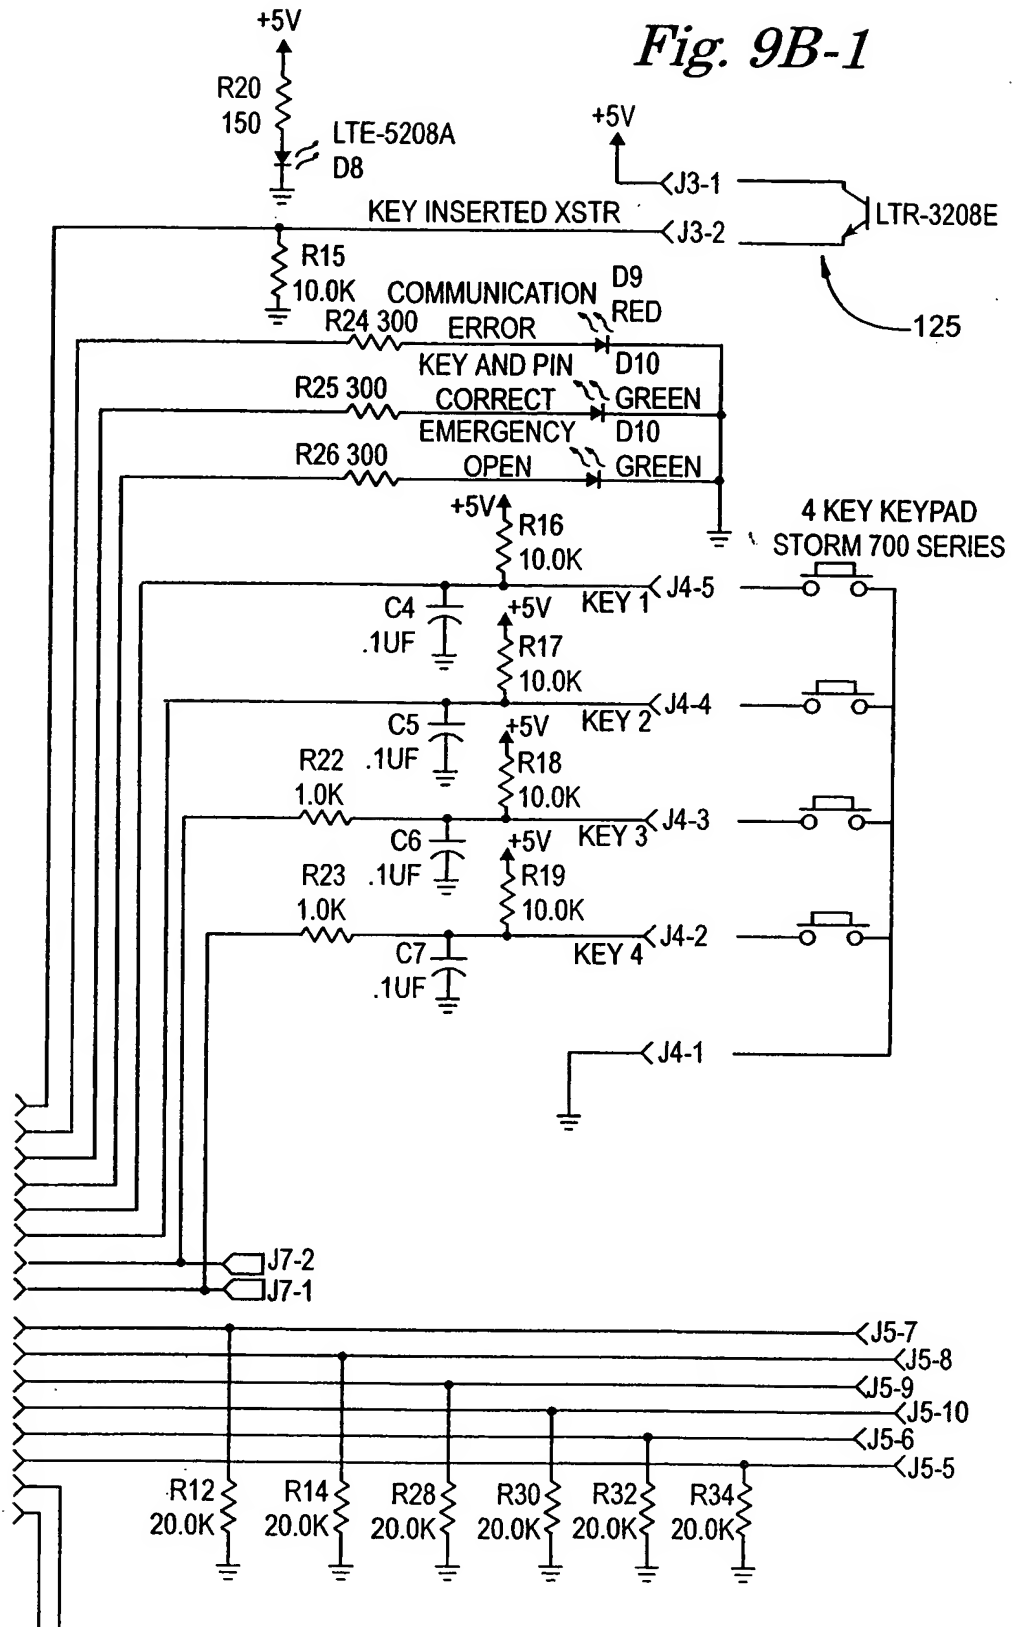 Fig. 9B-1
+5V
R20
150
LTE-5208A
D8
+5V
J3-1
LTR-3208E
KEY INSERTED XSTR
J3-2
R15
10.0K
125
COMMUNICATION
ERROR
D9
RED
R24 300
KEY AND PIN
CORRECT
D10
GREEN
R25 300
EMERGENCY
OPEN
D10
GREEN
R26 300
+5V
R16
10.0K
4 KEY KEYPAD
STORM 700 SERIES
KEY 1
J4-5
C4
.1UF
+5V
R17
10.0K
KEY 2
J4-4
C5
.1UF
+5V
R18
10.0K
R22
1.0K
KEY 3
J4-3
C6
.1UF
+5V
R19
10.0K
R23
1.0K
KEY 4
J4-2
C7
.1UF
J4-1
J7-2
J7-1
J5-7
J5-8
J5-9
J5-10
J5-6
J5-5
R12
20.0K
R14
20.0K
R28
20.0K
R30
20.0K
R32
20.0K
R34
20.0K